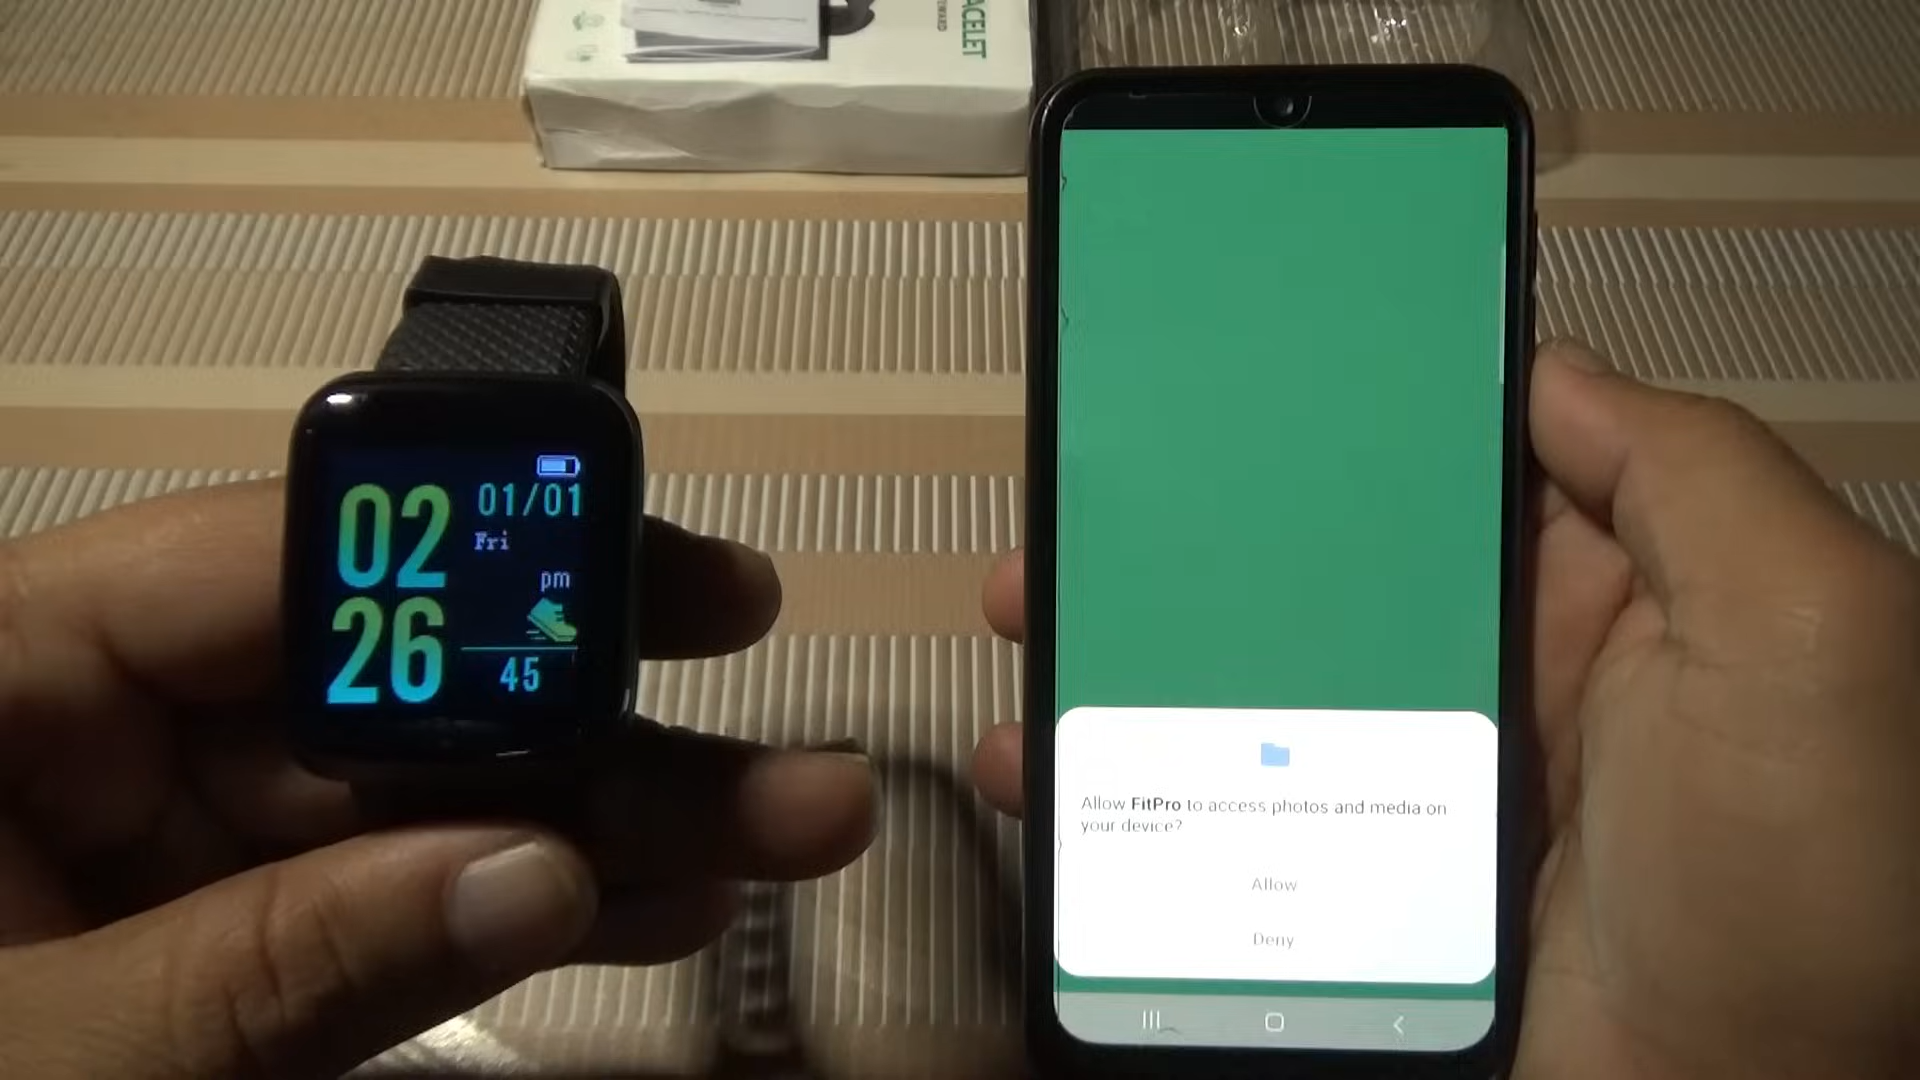 ACELET
02
26
01/01
Fri
pm
45
Allow FitPro to access photos and media on
your device?
Allow
Deny